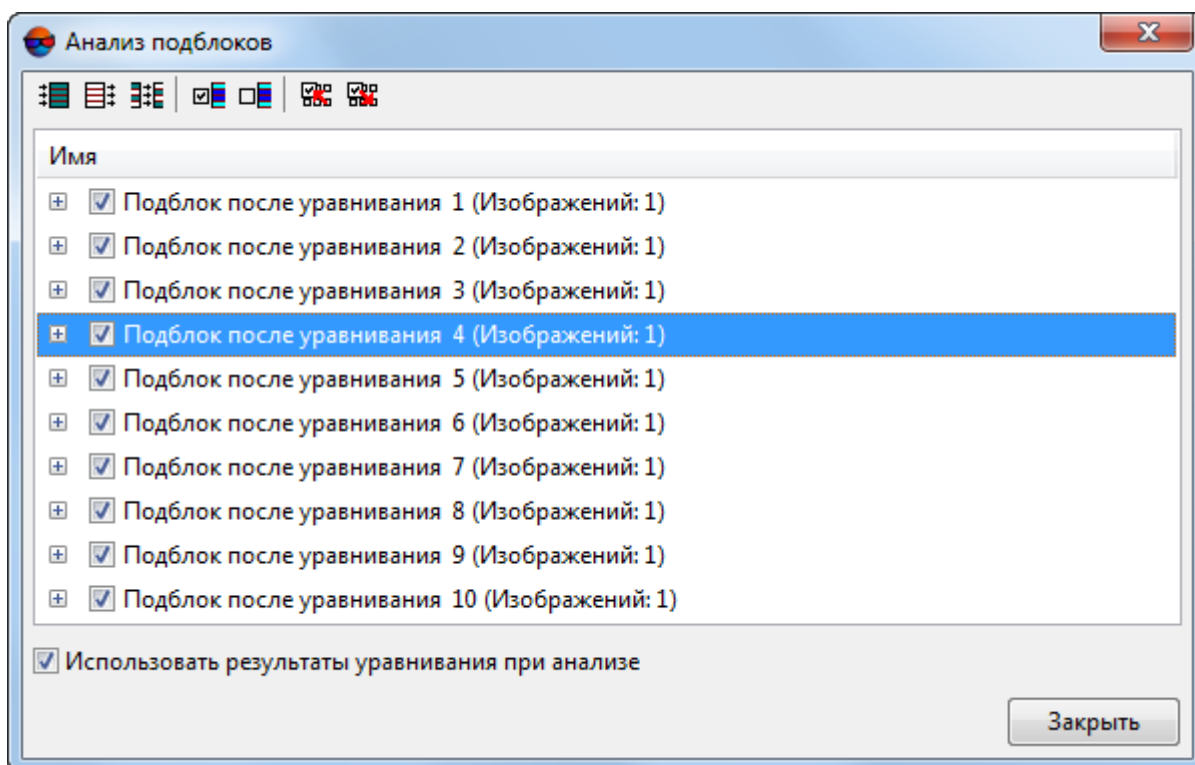 Анализ подблоков
Имя
Подблок после уравнивания 1 (Изображений: 1)
Подблок после уравнивания 2 (Изображений: 1)
Подблок после уравнивания 3 (Изображений: 1)
Подблок после уравнивания 4 (Изображений: 1)
Подблок после уравнивания 5 (Изображений: 1)
Подблок после уравнивания 6 (Изображений: 1)
Подблок после уравнивания 7 (Изображений: 1)
Подблок после уравнивания 8 (Изображений: 1)
Подблок после уравнивания 9 (Изображений: 1)
Подблок после уравнивания 10 (Изображений: 1)
Использовать результаты уравнивания при анализе
Закрыть